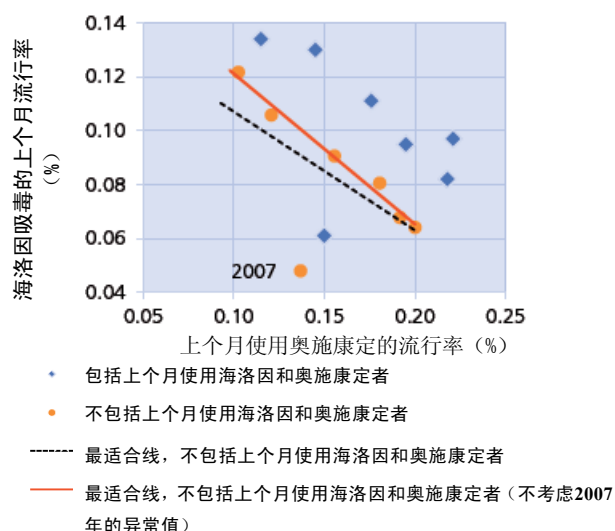 海洛因吸毒的上个月流行率
（%）
0.14
0.12
0.10
0.08
0.06
0.04
2007
0.05 0.10 0.15 0.20 0.25
上个月使用奥施康定的流行率（%）
包括上个月使用海洛因和奥施康定者
不包括上个月使用海洛因和奥施康定者
最适合线，不包括上个月使用海洛因和奥施康定者
最适合线，不包括上个月使用海洛因和奥施康定者（不考虑2007
年的异常值）